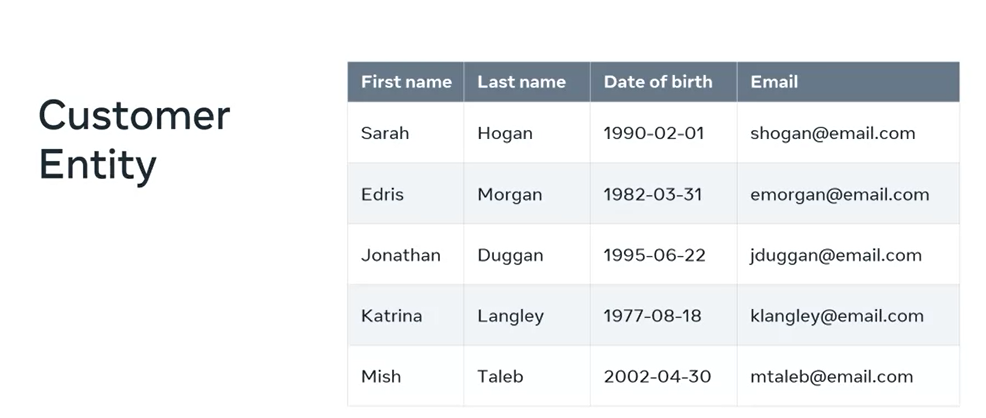 Customer
Entity
First name Last name Date of birth Email
Sarah Hogan 1990-02-01 shogan@email.com
Edris Morgan 1982-03-31 emorgan@email.com
Jonathan Duggan 1995-06-22 jduggan@email.com
Katrina Langley 1977-08-18 klangley@email.com
Mish Taleb 2002-04-30 mtaleb@email.com